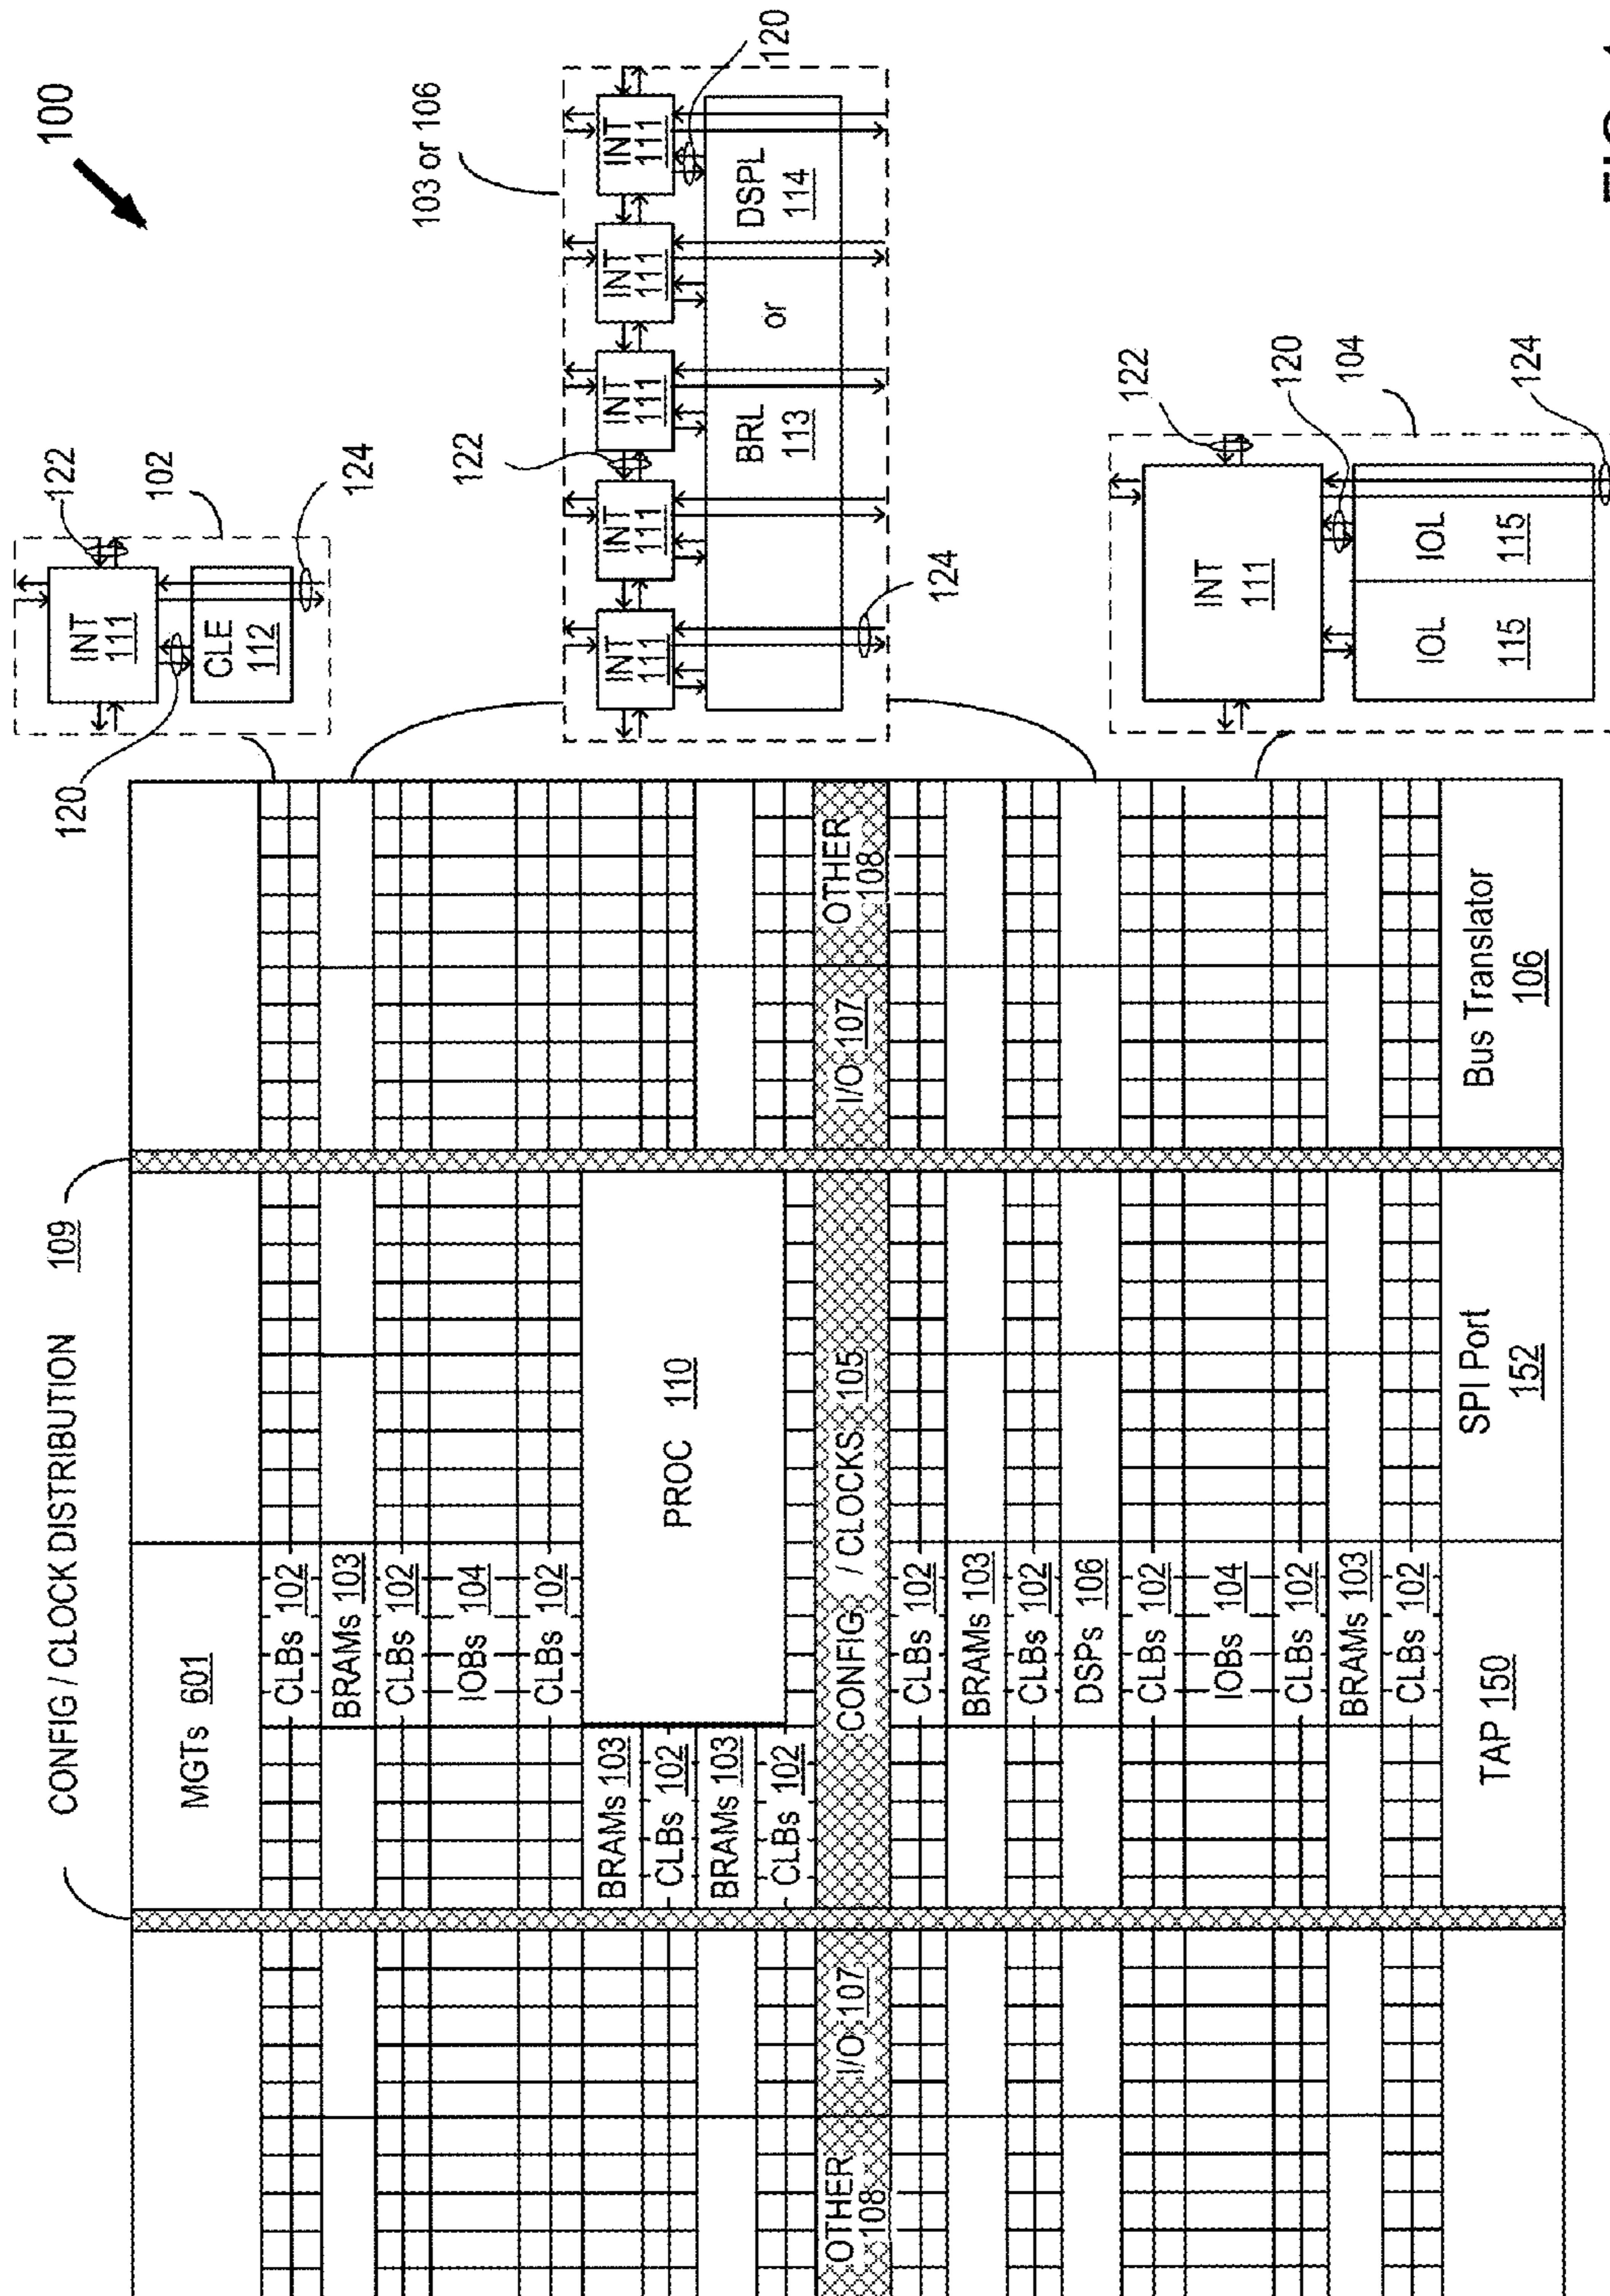 100
CONFIG / CLOCK DISTRIBUTION 109
MGTs 601
CLBs 102
BRAMs 103
CLBs 102
IOBs 104
CLBs 102
BRAMs 103
CLBs 102
BRAMs 103
CLBs 102
PROC 110
OTHER
108
I/O 107
CONFIG / CLOCKS 105
I/O 107
OTHER
108
CLBs 102
BRAMs 103
CLBs 102
DSPs 106
CLBs 102
IOBs 104
CLBs 102
BRAMs 103
CLBs 102
TAP 150
SPI Port
152
Bus Translator
106
INT
111
CLE
112
120
122
102
124
103 or 106
INT
111
INT
111
INT
111
INT
111
INT
111
122
120
BRL
113
or
DSPL
114
124
INT
111
IOL
115
IOL
115
122
120
104
124